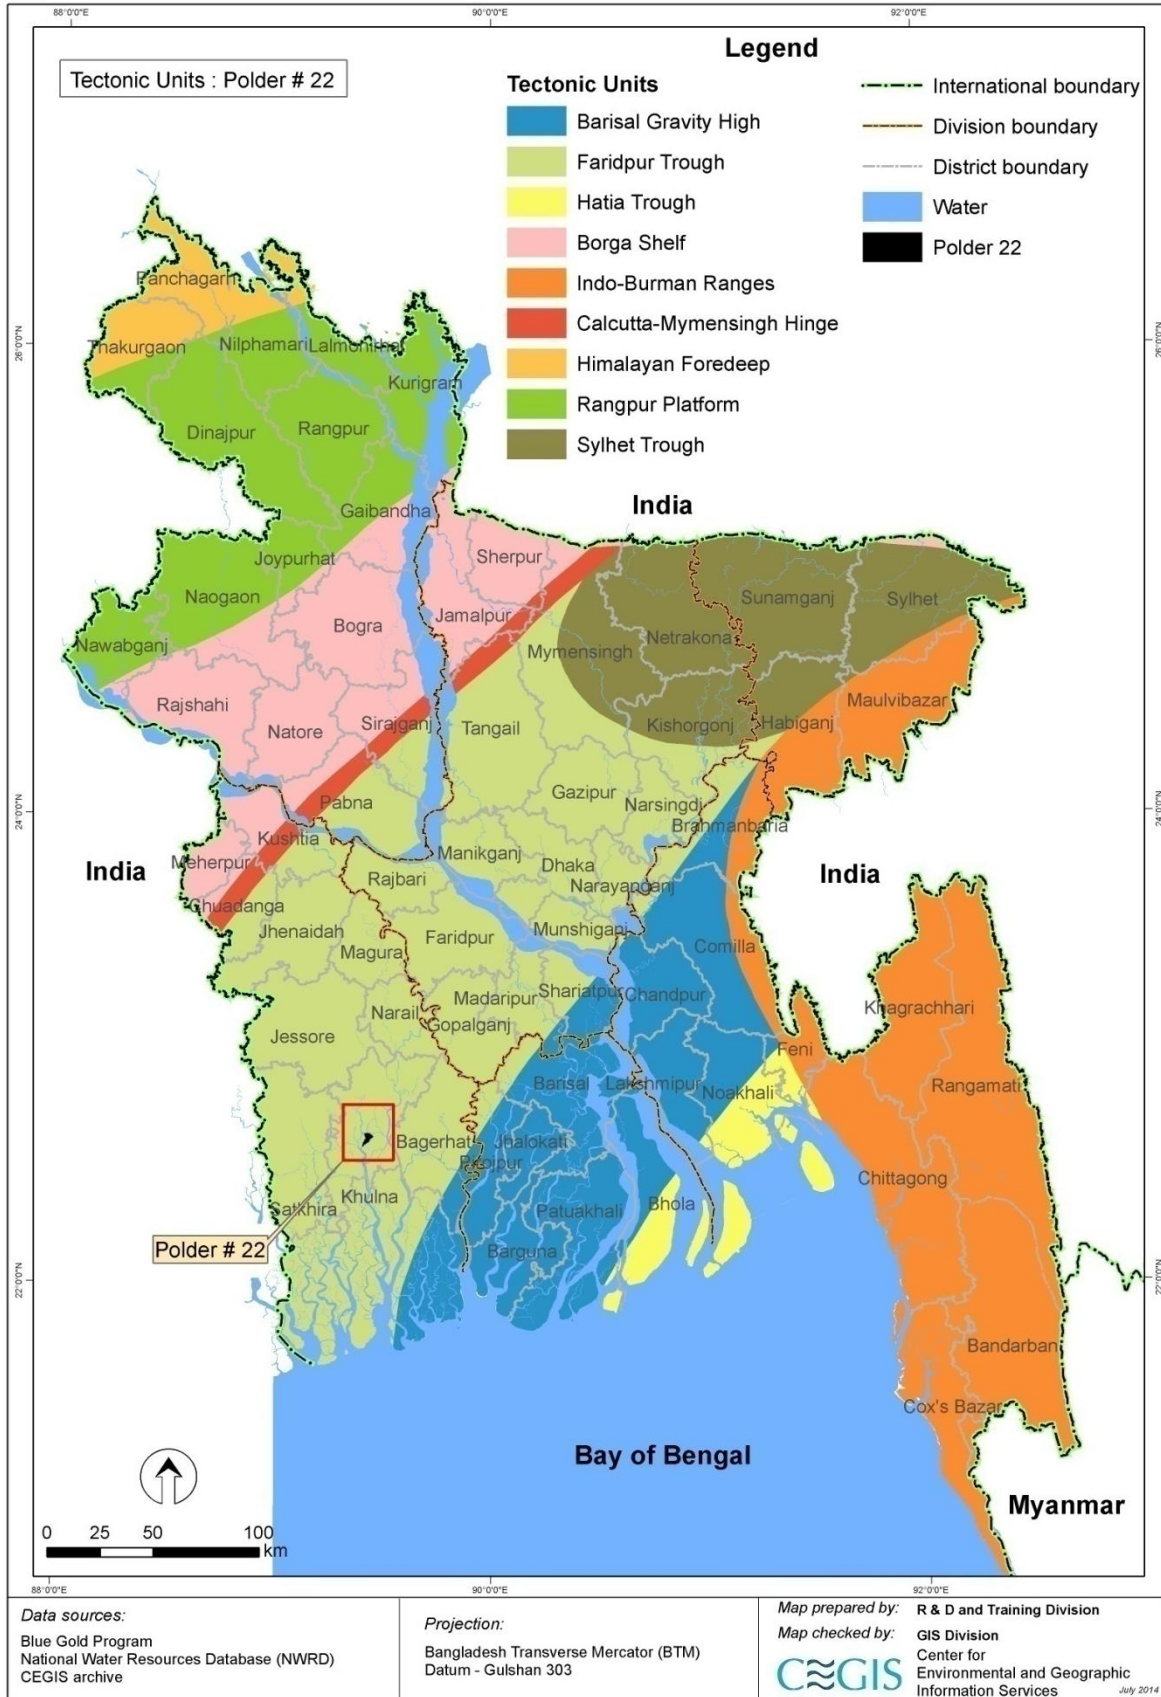 88°0'0"E
90°0'0"E
92°0'0"E
Tectonic Units : Polder # 22
Legend
Tectonic Units
Barisal Gravity High
Faridpur Trough
Hatia Trough
Borga Shelf
Indo-Burman Ranges
Calcutta-Mymensingh Hinge
Himalayan Foredeep
Rangpur Platform
Sylhet Trough
International boundary
Division boundary
District boundary
Water
Polder 22
26°0'0"N
26°0'0"N
Panchagarh
Thakurgaon
Nilphamari
Lalmonirhat
Kurigram
Dinajpur
Rangpur
Gaibandha
India
Joypurhat
Sherpur
Naogaon
Jamalpur
Sunamganj
Sylhet
Bogra
Nawabganj
Mymensingh
Netrakona
Rajshahi
Maulvibazar
Natore
Sirajganj
Tangail
Kishorgonj
Habiganj
24°0'0"N
24°0'0"N
Pabna
Gazipur
Narsingdi
Brahmanbaria
Kushtia
India
Meherpur
Manikganj
Dhaka
India
Rajbari
Narayanganj
Chuadanga
Jhenaidah
Faridpur
Munshiganj
Magura
Comilla
Shariatpur
Chandpur
Madaripur
Khagrachhari
Narail
Gopalganj
Jessore
Feni
Barisal
Lakshmipur
Noakhali
Rangamati
Bagerhat
Jhalokati
Pirojpur
Chittagong
Khulna
Satkhira
Patuakhali
Bhola
Polder # 22
Barguna
22°0'0"N
22°0'0"N
Bandarban
Cox's Bazar
Bay of Bengal
Myanmar
0 25 50 100
km
88°0'0"E
90°0'0"E
92°0'0"E
Data sources:
Blue Gold Program
National Water Resources Database (NWRD)
CEGIS archive
Projection:
Bangladesh Transverse Mercator (BTM)
Datum - Gulshan 303
Map prepared by: R & D and Training Division
Map checked by: GIS Division
CEGIS
Center for
Environmental and Geographic
Information Services
July 2014